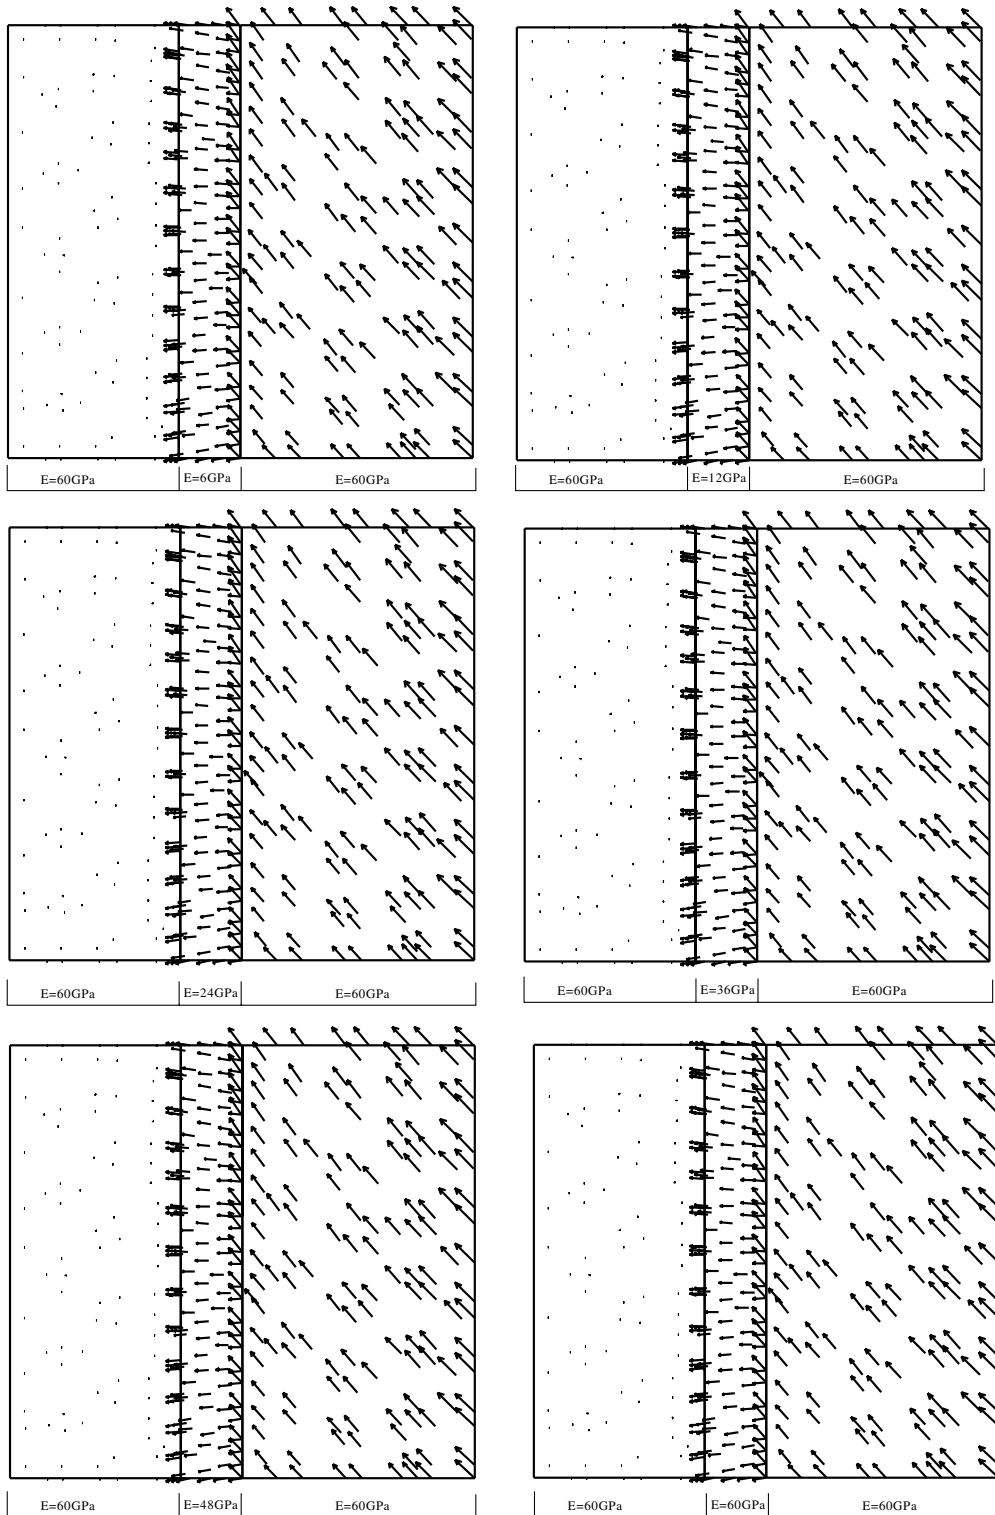 E=60GPa E=6GPa E=60GPa
E=60GPa E=12GPa E=60GPa
E=60GPa E=24GPa E=60GPa
E=60GPa E=36GPa E=60GPa
E=60GPa E=48GPa E=60GPa
E=60GPa E=60GPa E=60GPa